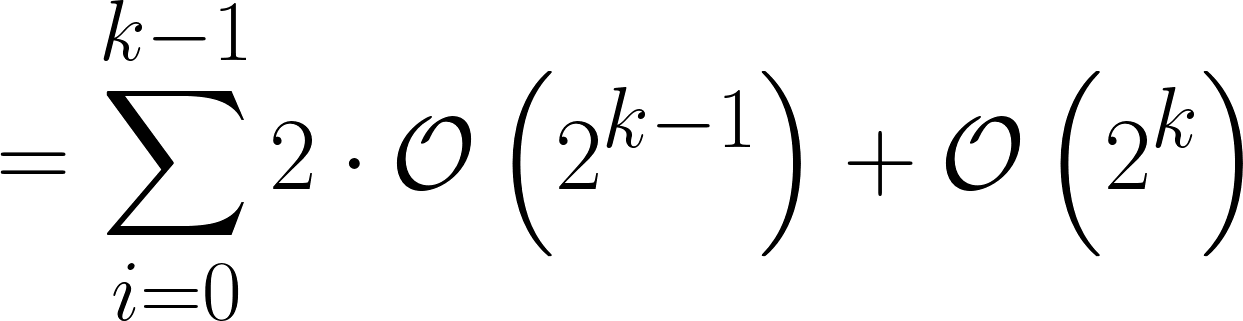 = \sum_{i=0}^{k-1} 2 \cdot \mathcal{O}\left(2^{k-1}\right) + \mathcal{O}\left(2^k\right)